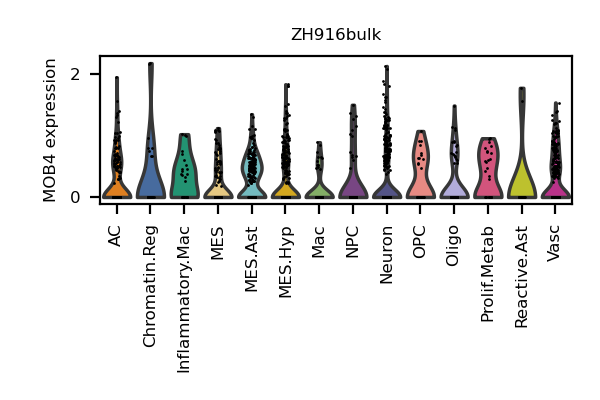 ZH916bulk
MOB4 expression
2
0
AC
Chromatin.Reg
Inflammatory.Mac
MES
MES.Ast
MES.Hyp
Mac
NPC
Neuron
OPC
Oligo
Prolif.Metab
Reactive.Ast
Vasc